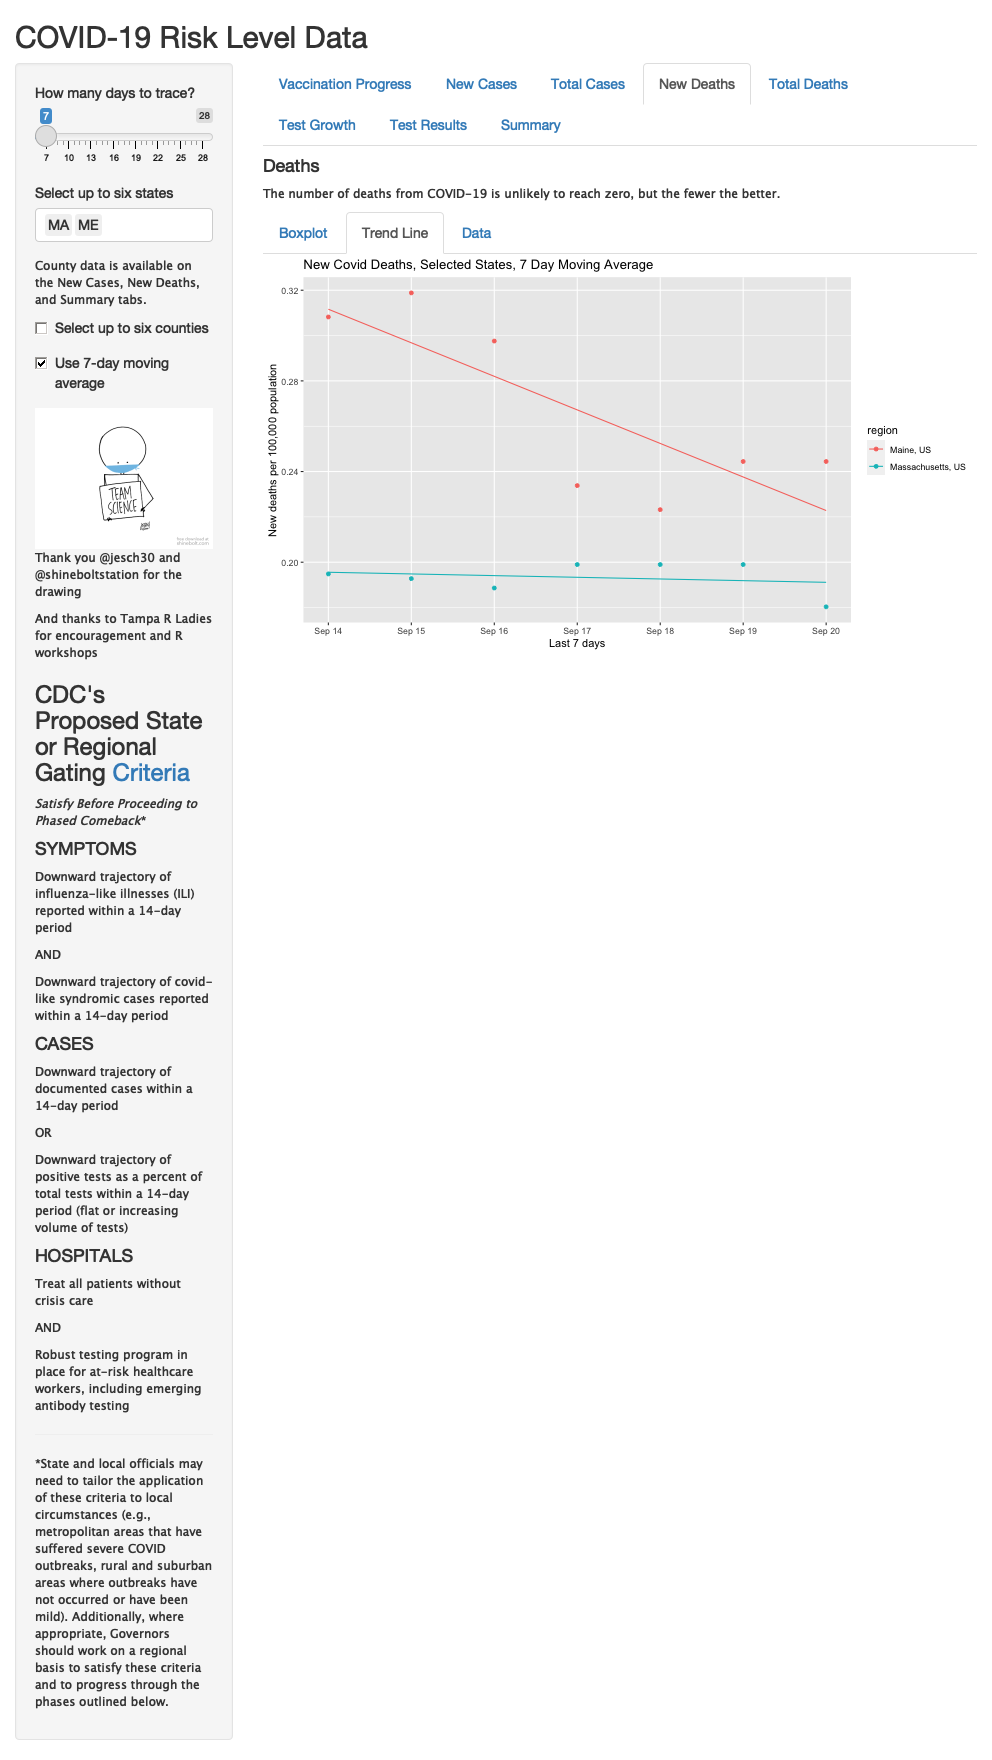 COVID-19 Risk Level Data
How many days to trace?
7
28
7 10 13 16 19 22 25 28
Select up to six states
MA ME
County data is available on
the New Cases, New Deaths,
and Summary tabs.
Select up to six counties
Use 7-day moving
average
TEAM
SCIENCE
free download at
shinebolt.com
Thank you @jesch30 and
@shineboltstation for the
drawing
And thanks to Tampa R Ladies
for encouragement and R
workshops
CDC's
Proposed State
or Regional
Gating Criteria
Satisfy Before Proceeding to
Phased Comeback*
SYMPTOMS
Downward trajectory of
influenza-like illnesses (ILI)
reported within a 14-day
period
AND
Downward trajectory of covid-
like syndromic cases reported
within a 14-day period
CASES
Downward trajectory of
documented cases within a
14-day period
OR
Downward trajectory of
positive tests as a percent of
total tests within a 14-day
period (flat or increasing
volume of tests)
HOSPITALS
Treat all patients without
crisis care
AND
Robust testing program in
place for at-risk healthcare
workers, including emerging
antibody testing
*State and local officials may
need to tailor the application
of these criteria to local
circumstances (e.g.,
metropolitan areas that have
suffered severe COVID
outbreaks, rural and suburban
areas where outbreaks have
not occurred or have been
mild). Additionally, where
appropriate, Governors
should work on a regional
basis to satisfy these criteria
and to progress through the
phases outlined below.
Vaccination Progress New Cases Total Cases New Deaths Total Deaths
Test Growth Test Results Summary
Deaths
The number of deaths from COVID-19 is unlikely to reach zero, but the fewer the better.
Boxplot Trend Line Data
New Covid Deaths, Selected States, 7 Day Moving Average
New deaths per 100,000 population
0.32
0.28
0.24
0.20
Sep 14 Sep 15 Sep 16 Sep 17 Sep 18 Sep 19 Sep 20
Last 7 days
region
Maine, US
Massachusetts, US